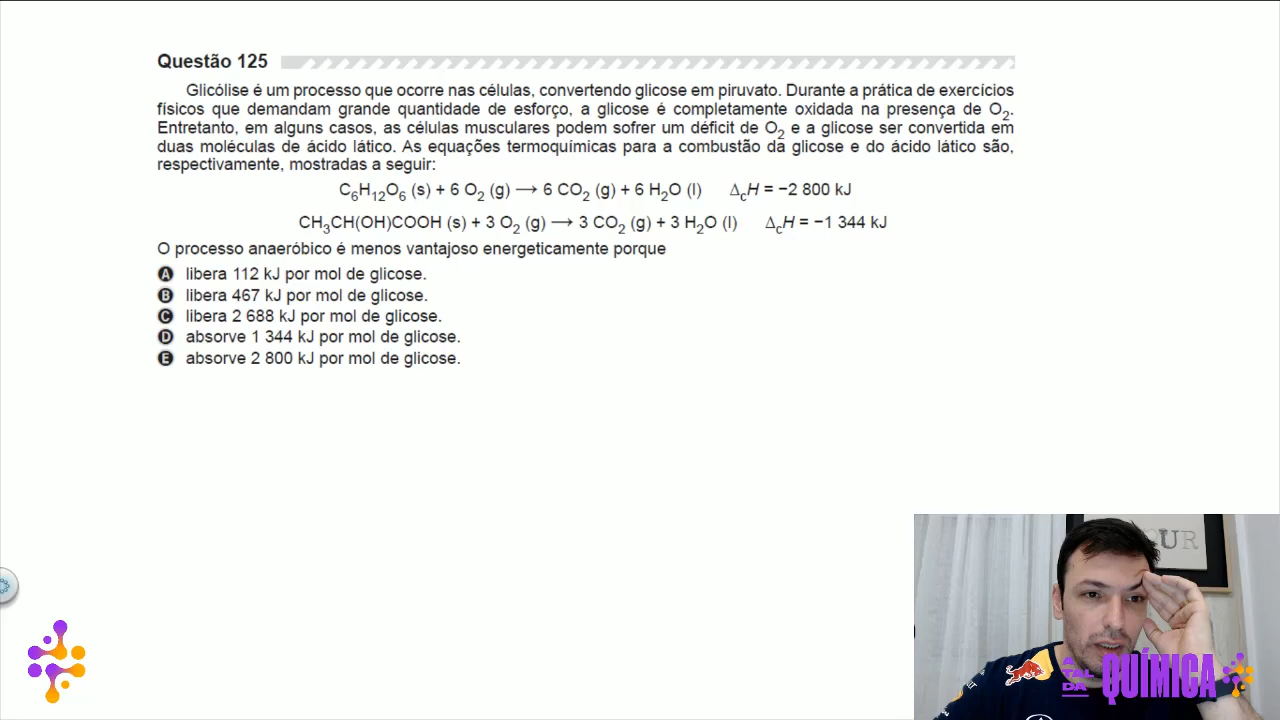 Questão 125
Glicólise é um processo que ocorre nas células, convertendo glicose em piruvato. Durante a prática de exercícios
físicos que demandam grande quantidade de esforço, a glicose é completamente oxidada na presença de O₂.
Entretanto, em alguns casos, as células musculares podem sofrer um déficit de O₂ e a glicose ser convertida em
duas moléculas de ácido lático. As equações termoquímicas para a combustão da glicose e do ácido lático são,
respectivamente, mostradas a seguir:
C₆H₁₂O₆ (s) + 6 O₂ (g) ⟶ 6 CO₂ (g) + 6 H₂O (l) Δ_cH = −2 800 kJ
CH₃CH(OH)COOH (s) + 3 O₂ (g) ⟶ 3 CO₂ (g) + 3 H₂O (l) Δ_cH = −1 344 kJ
O processo anaeróbico é menos vantajoso energeticamente porque
A libera 112 kJ por mol de glicose.
B libera 467 kJ por mol de glicose.
C libera 2 688 kJ por mol de glicose.
D absorve 1 344 kJ por mol de glicose.
E absorve 2 800 kJ por mol de glicose.
UR
A TAL DA QUÍMICA